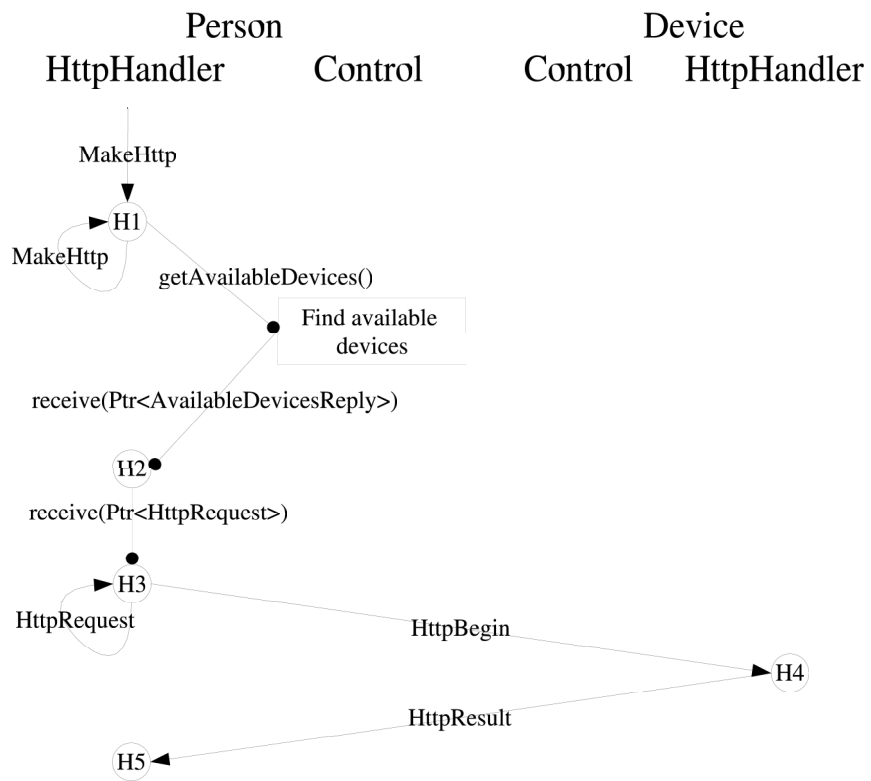 Person Device
HttpHandler Control Control HttpHandler
MakeHttp
H1
MakeHttp
getAvailableDevices()
Find available
devices
receive(Ptr<AvailableDevicesReply>)
H2
receive(Ptr<HttpRequest>)
H3
HttpRequest
HttpBegin
H4
HttpResult
H5